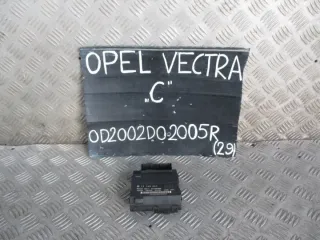 OPEL VECTRA
„C"
OD2002DO2005R
(29)